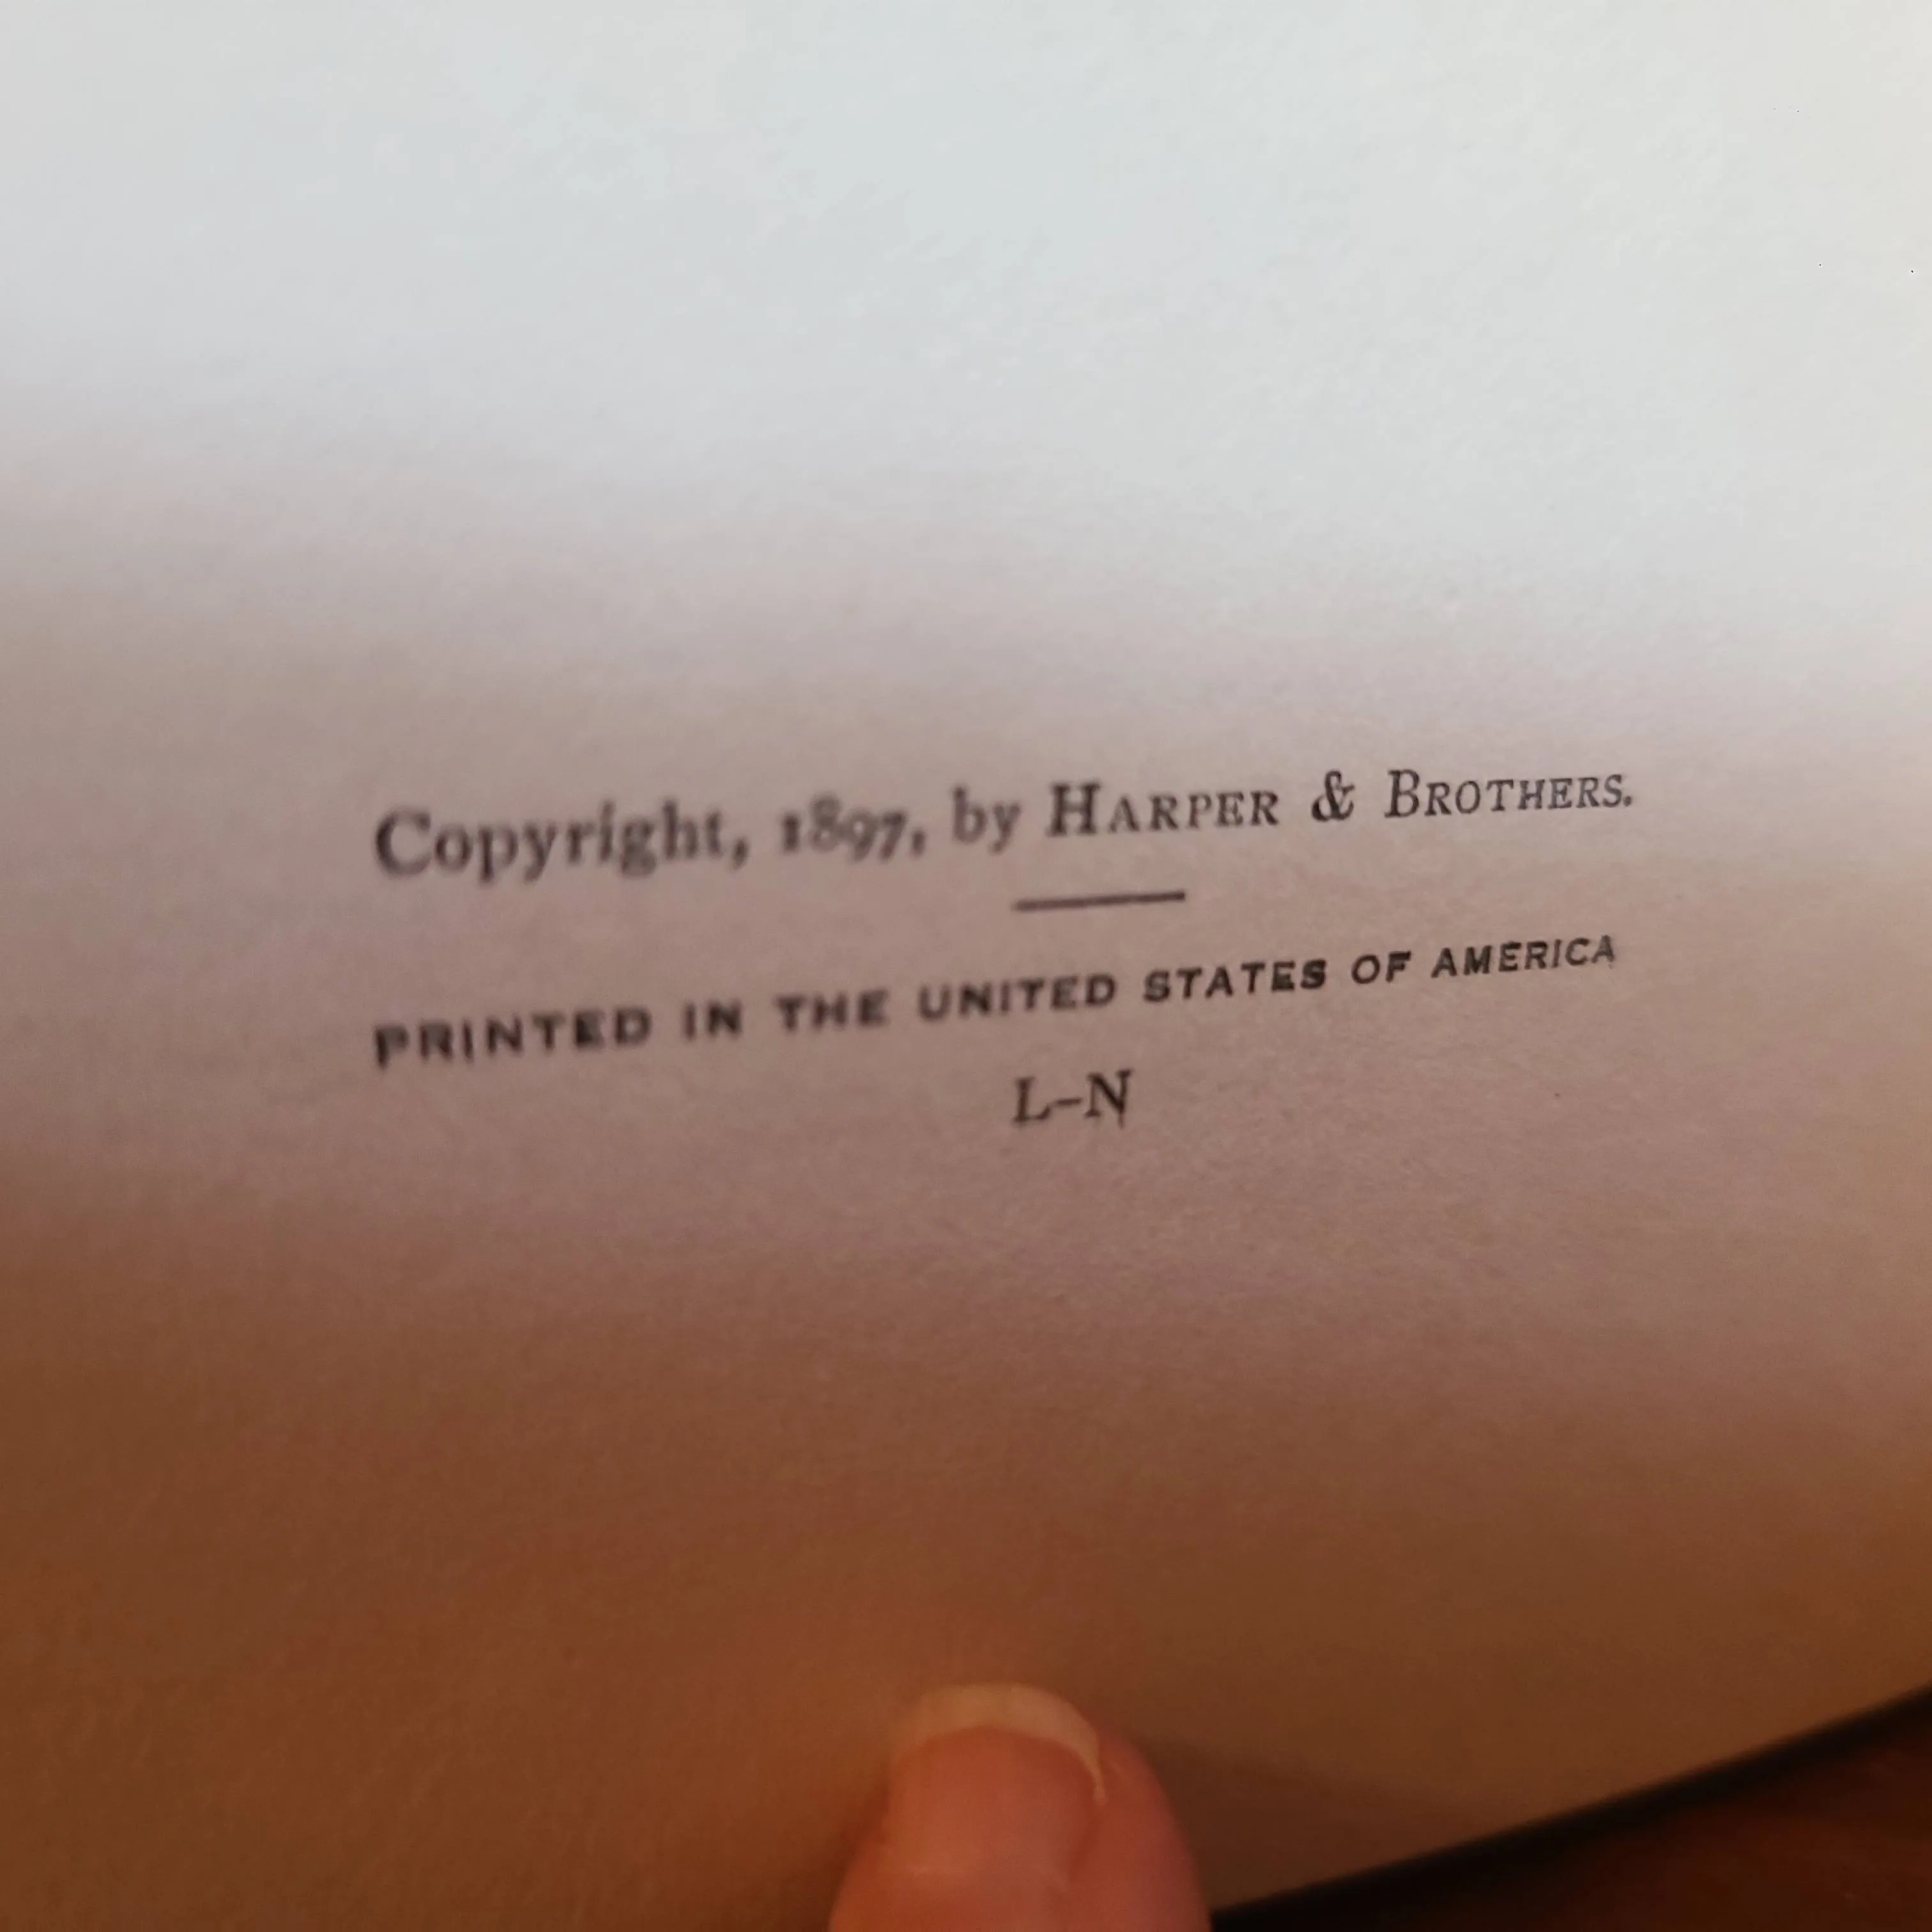 Copyright, 1897, by HARPER & BROTHERS.
PRINTED IN THE UNITED STATES OF AMERICA
L–N